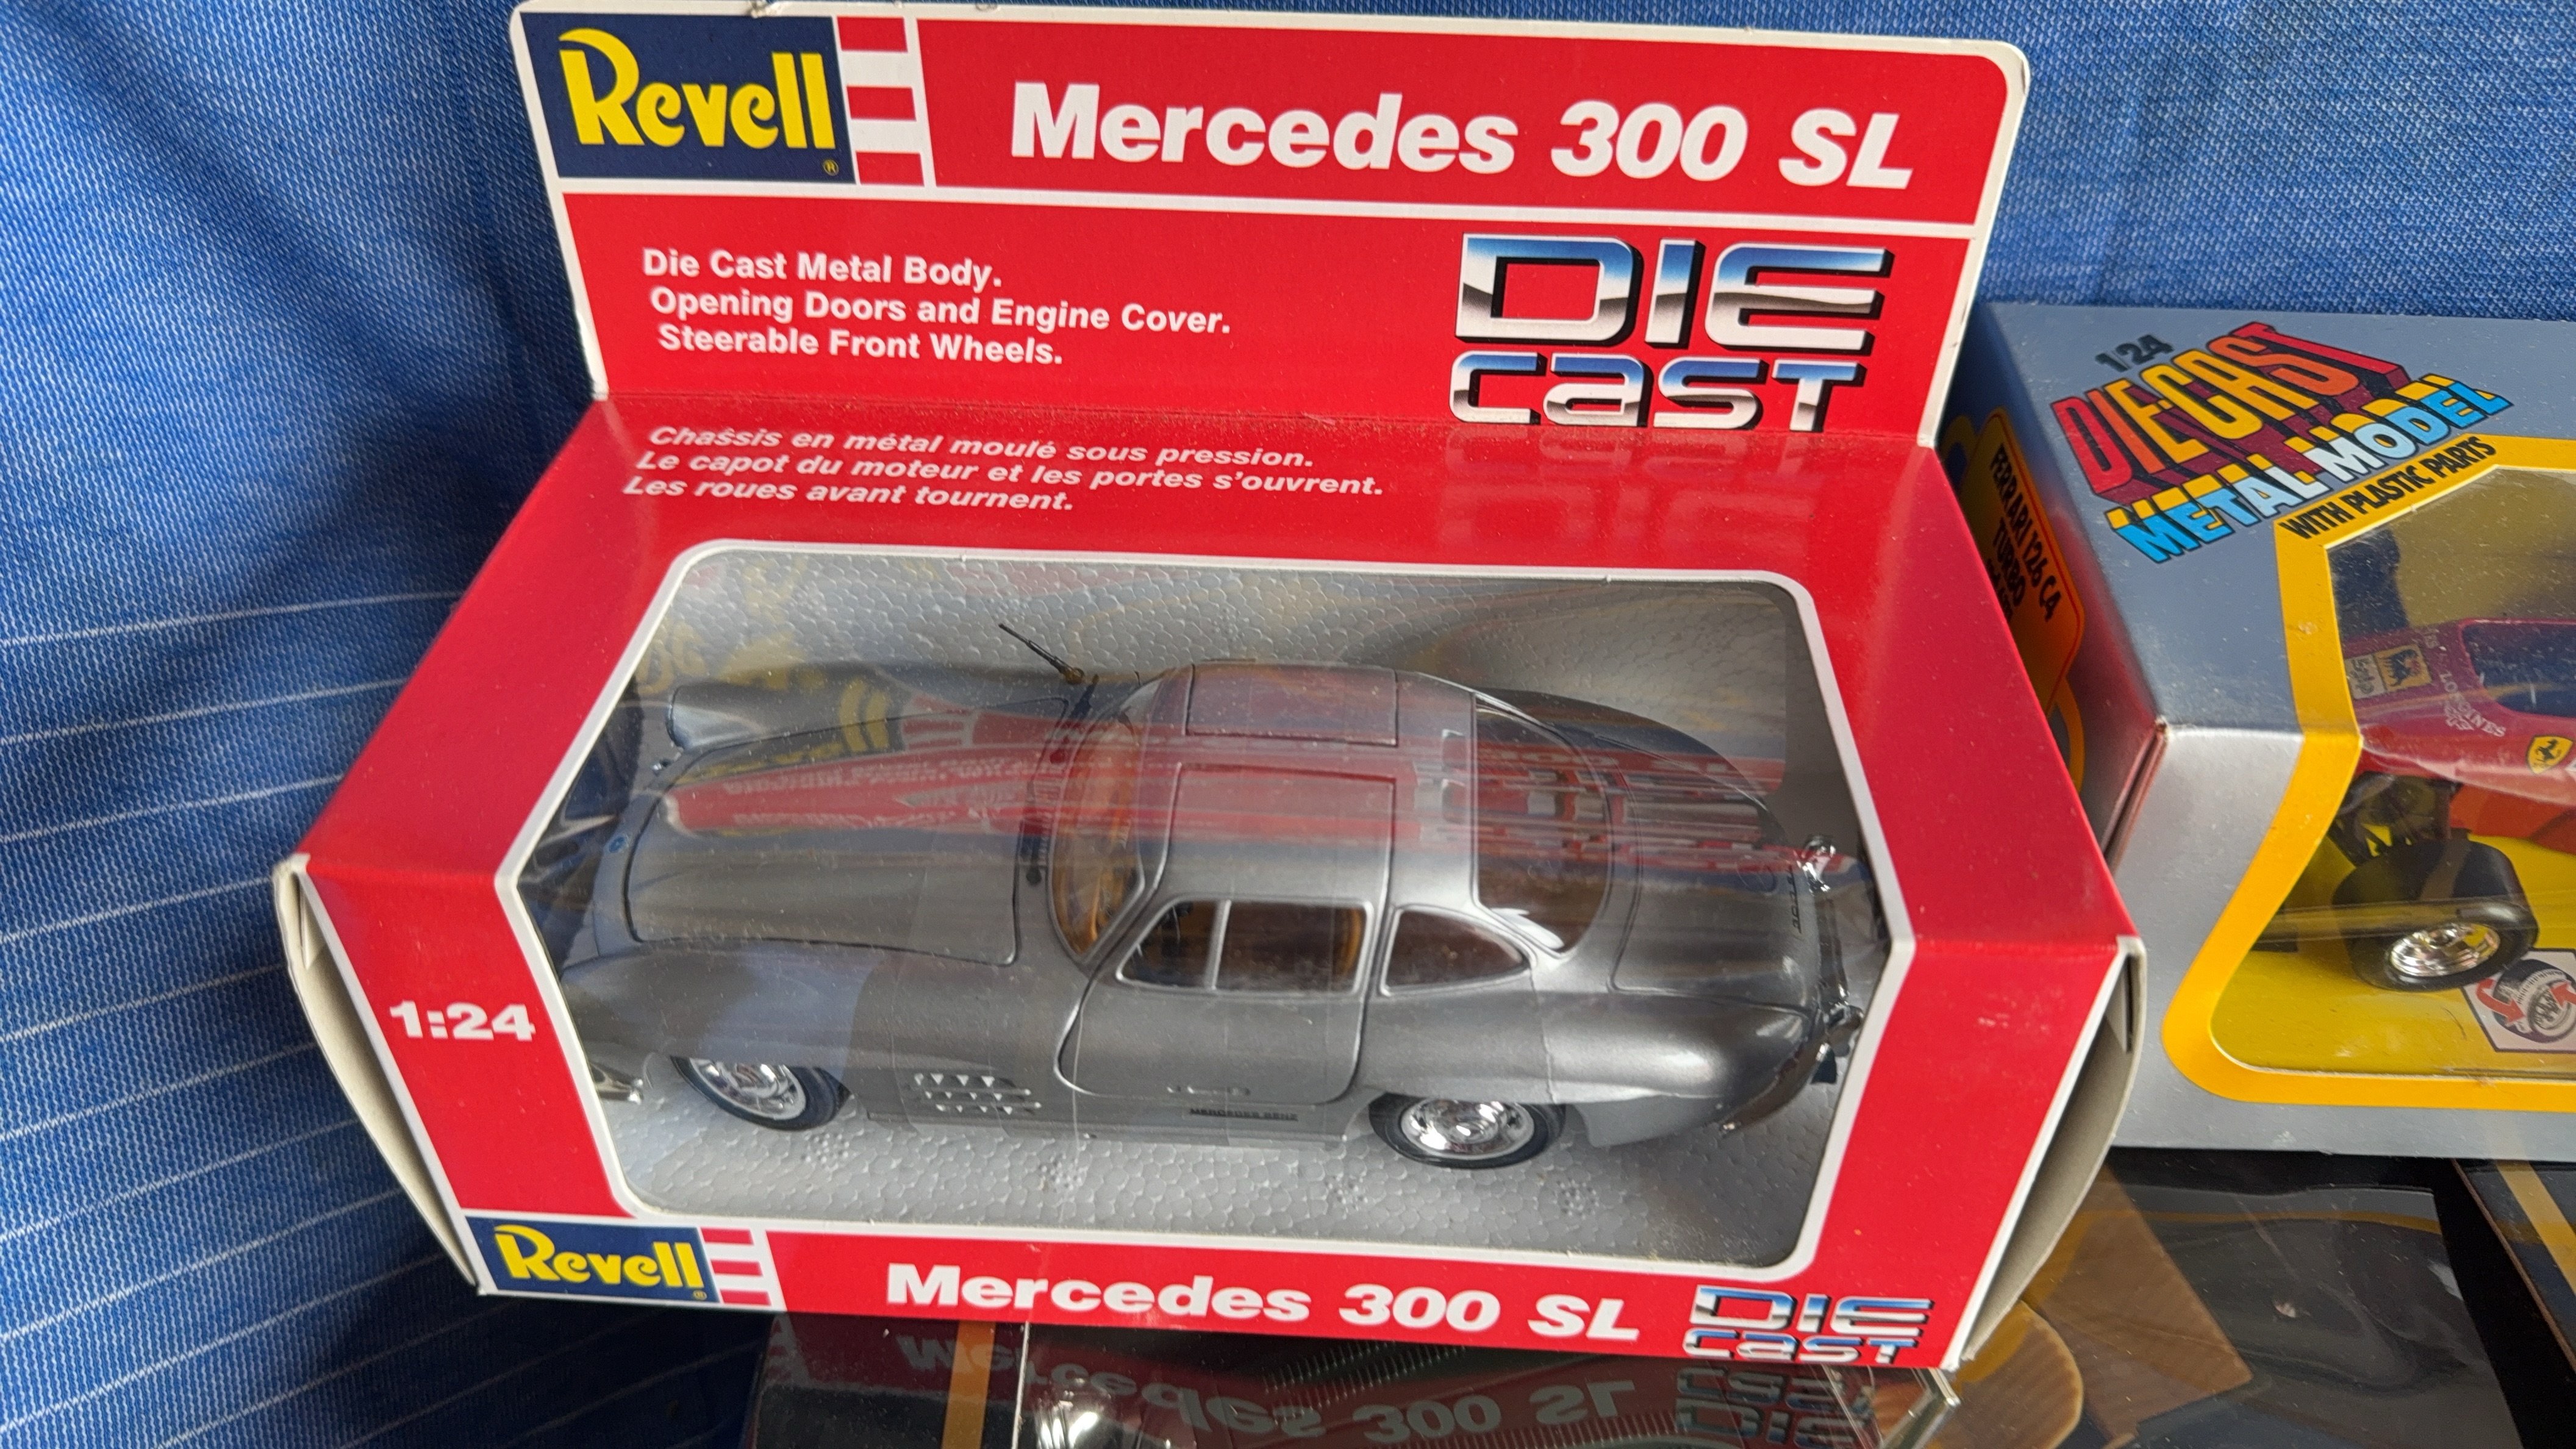 Revell®
Mercedes 300 SL
Die Cast Metal Body.
Opening Doors and Engine Cover.
Steerable Front Wheels.
DIE
cast
Chassis en métal moulé sous pression.
Le capot du moteur et les portes s'ouvrent.
Les roues avant tournent.
1:24
MERCEDES BENZ
Revell®
Mercedes 300 SL
DIE
cast
1·24
DIE·CAST
METAL MODEL
WITH PLASTIC PARTS
FERRARI 126 C4
TURBO
LONGINES